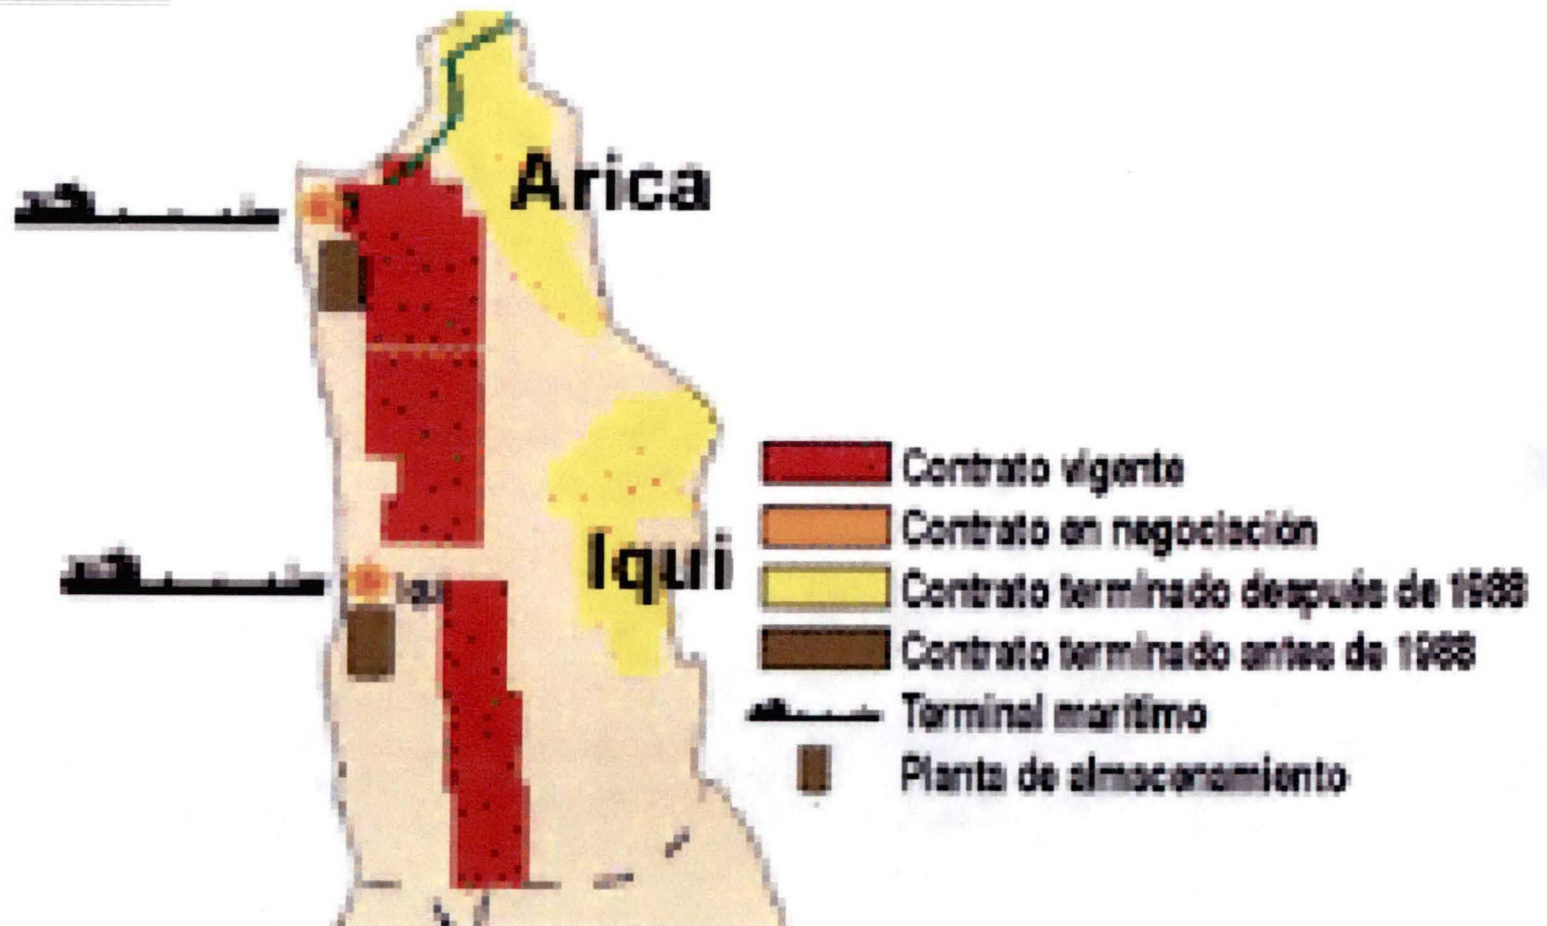 Arica
Iqui
Contrato vigente
Contrato en negociación
Contrato terminado después de 1988
Contrato terminado antes de 1988
Terminal marítimo
Planta de almacenamiento